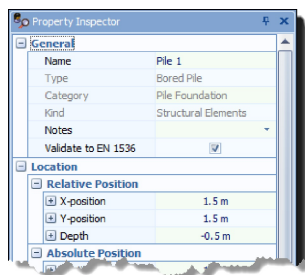 Property Inspector
General
Name Pile 1
Type Bored Pile
Category Pile Foundation
Kind Structural Elements
Notes
Validate to EN 1536
Location
Relative Position
X-position 1.5 m
Y-position 1.5 m
Depth -0.5 m
Absolute Position